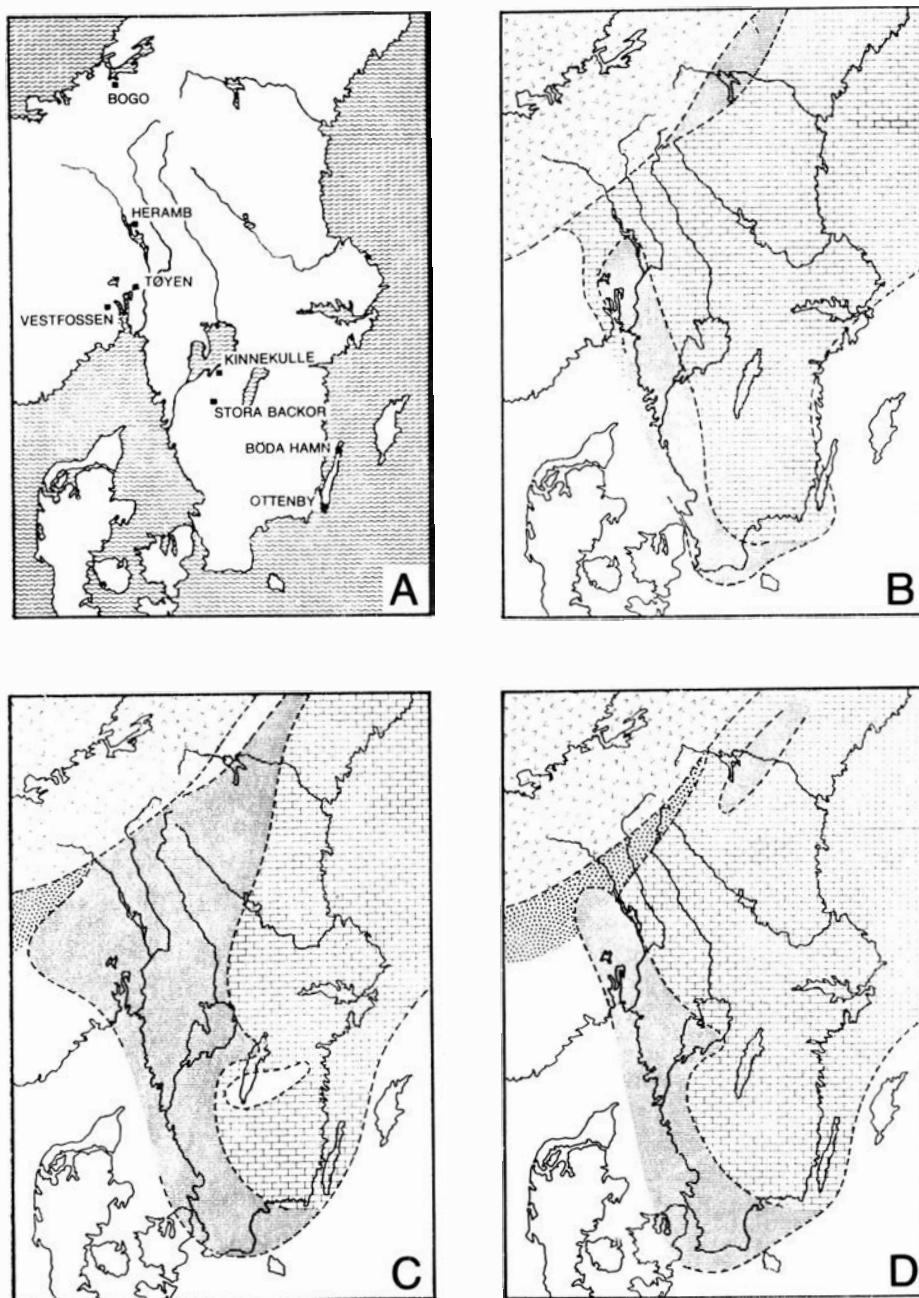 BOGO
HERAMB
TØYEN
VESTFOSSEN
KINNEKULLE
STORA BACKOR
BÖDA HAMN
OTTENBY
A
B
C
D